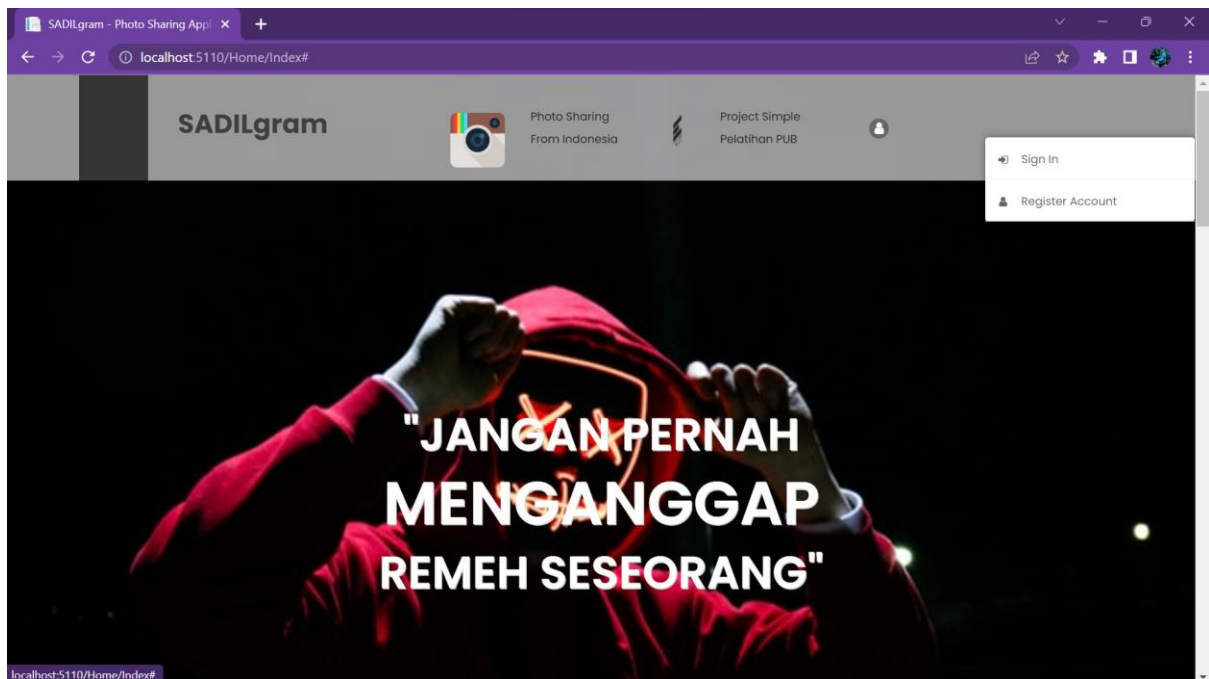 SADILgram - Photo Sharing Appl
localhost:5110/Home/Index#
SADILgram
Photo Sharing
From Indonesia
Project Simple
Pelatihan PUB
Sign In
Register Account
"JANGAN PERNAH
MENGANGGAP
REMEH SESEORANG"
localhost:5110/Home/Index#